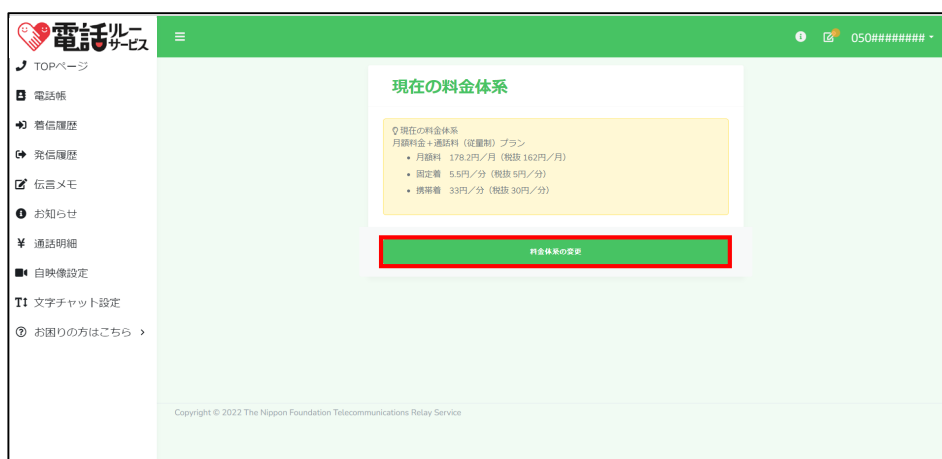 電話リレーサービス
050######## 
TOPページ
電話帳
着信履歴
発信履歴
伝言メモ
お知らせ
通話明細
自映像設定
文字チャット設定
お困りの方はこちら
現在の料金体系
現在の料金体系
月額料金+通話料(従量制)プラン
月額料 178.2円/月(税抜 162円/月)
固定着 5.5円/分(税抜 5円/分)
携帯着 33円/分(税抜 30円/分)
料金体系の変更
Copyright © 2022 The Nippon Foundation Telecommunications Relay Service